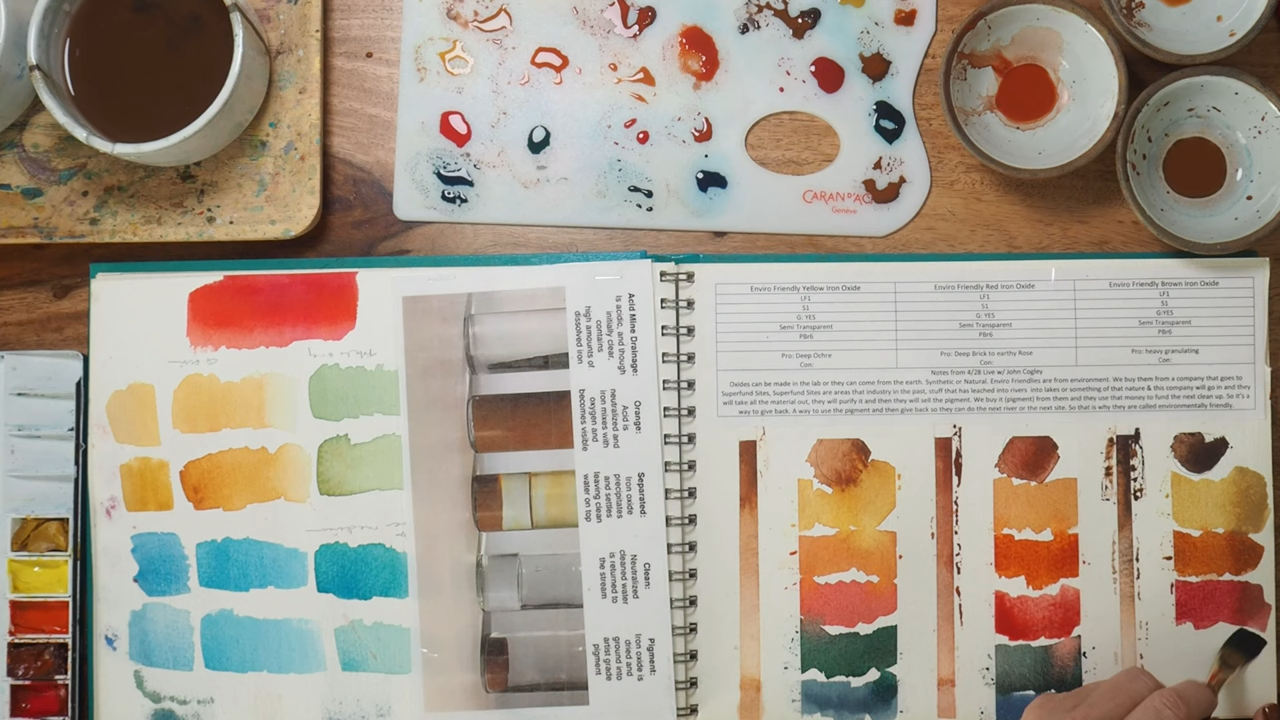 CARAN D'AC
Genève
Acid Mine Drainage:
is acidic, and though
initially clear,
contains
high amounts of
dissolved iron
Orange:
Acid is
neutralized and
iron mixes with
oxygen and
becomes visible
Separated:
Iron oxide
precipitates
and settles
leaving clean
water on top
Clean:
Neutralized
cleaned water
is returned to
the stream
Pigment:
Iron oxide is
dried and
ground into
artist grade
pigment
Enviro Friendly Yellow Iron Oxide Enviro Friendly Red Iron Oxide Enviro Friendly Brown Iron Oxide
LF1 LF1 LF1
S1 S1 S1
G: YES G: YES G:YES
Semi Transparent Semi Transparent Semi Transparent
PBr6 PBr6 PBr6
Pro: Deep Ochre Pro: Deep Brick to earthy Rose Pro: heavy granulating
Con: Con: Con:
Notes from 4/28 Live w/ John Cogley
Oxides can be made in the lab or they can come from the earth. Synthetic or Natural. Enviro Friendlies are from environment. We buy them from a company that goes to
Superfund Sites, Superfund Sites are areas that industry in the past, stuff that has leached into rivers or lakes or something of that nature & this company will go in and they
will take all the material out, they will purify it and then they will sell the pigment. We buy it (pigment) from them and they use that money to fund the next clean up. So it's a
way to give back. A way to use the pigment and then give back so they can do the next river or the next site. So that is why they are called environmentally friendly.